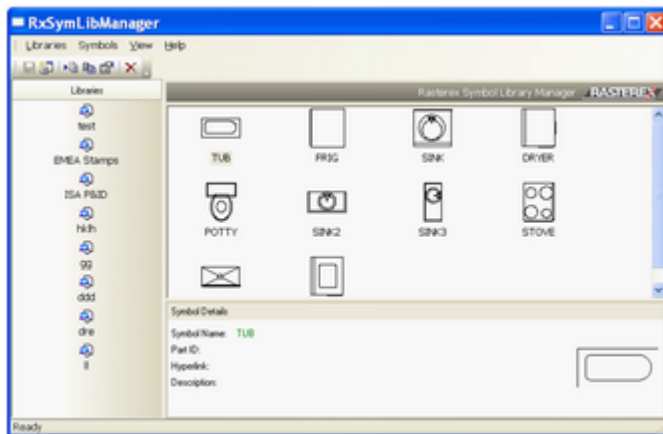 RxSymLibManager
Libraries Symbols View Help
Libraries
Rasterex Symbol Library Manager RASTEREX
test
EMEA Stamps
ISA P&ID
hklh
gg
ddd
dre
ll
TUB FRIG SINK DRYER
POTTY SINK2 SINK3 STOVE
Symbol Details
Symbol Name: TUB
Part ID:
Hyperlink:
Description:
Ready